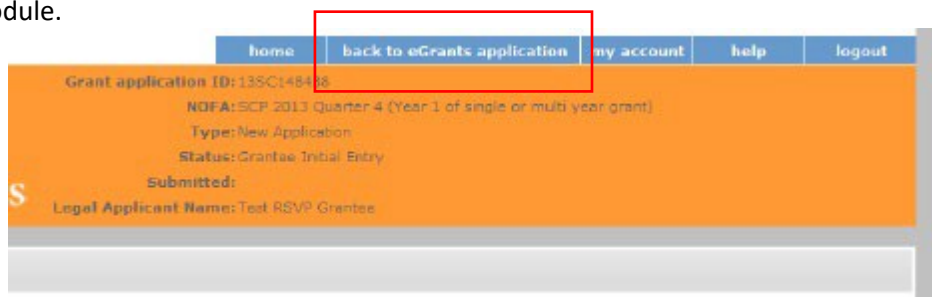 odule.
home back to eGrants application my account help logout
Grant application ID: 13SC148488
NOFA: SCP 2013 Quarter 4 (Year 1 of single or multi year grant)
Type: New Application
Status: Grantee Initial Entry
Submitted:
s
Legal Applicant Name: Test RSVP Grantee